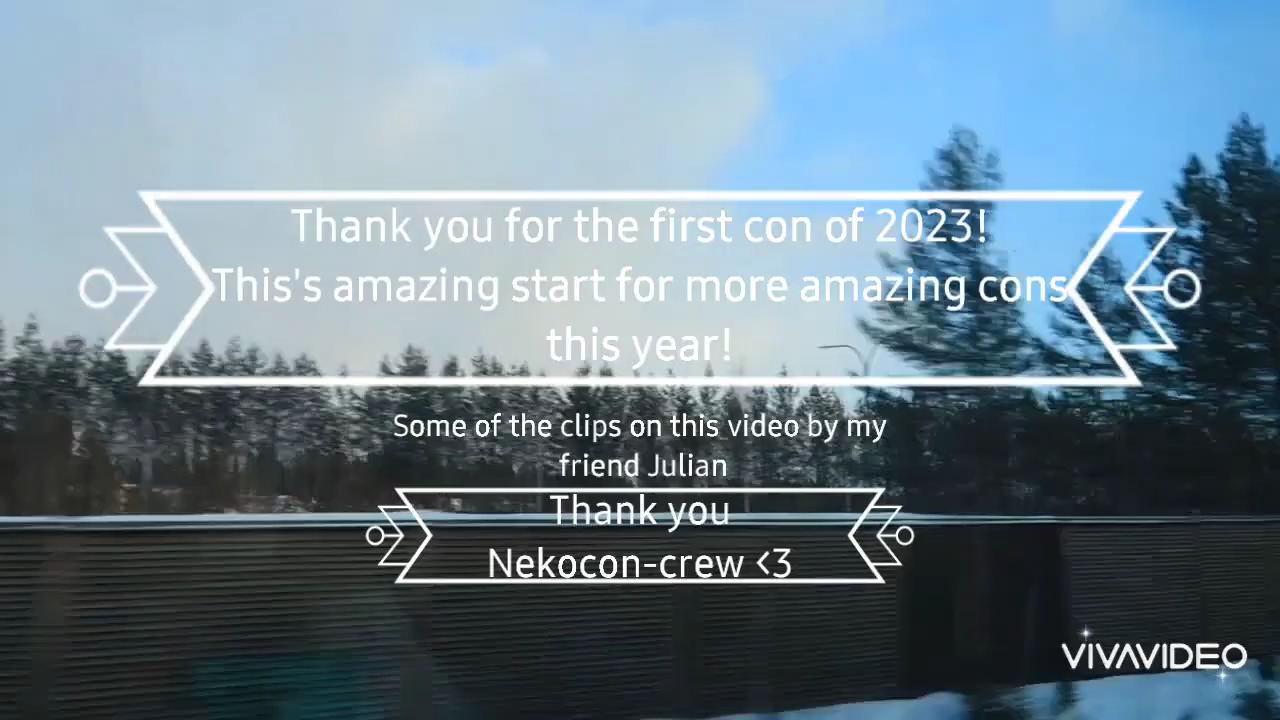 Thank you for the first con of 2023!
This's amazing start for more amazing cons
this year!
Some of the clips on this video by my
friend Julian
Thank you
Nekocon-crew <3
VIVAVIDEO